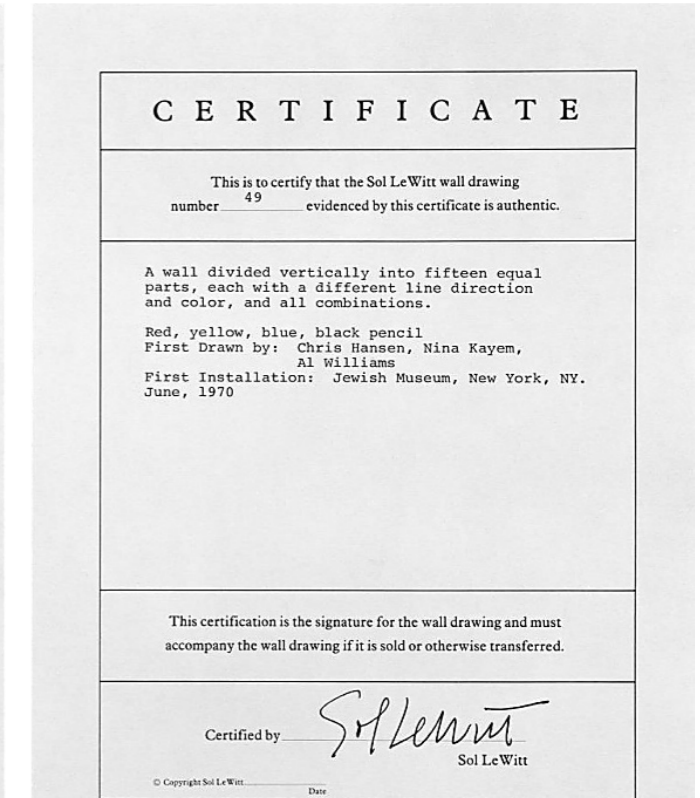 CERTIFICATE
This is to certify that the Sol LeWitt wall drawing
number 49 evidenced by this certificate is authentic.
A wall divided vertically into fifteen equal
parts, each with a different line direction
and color, and all combinations.
Red, yellow, blue, black pencil
First Drawn by: Chris Hansen, Nina Kayem,
Al Williams
First Installation: Jewish Museum, New York, NY.
June, 1970
This certification is the signature for the wall drawing and must
accompany the wall drawing if it is sold or otherwise transferred.
Certified by Sol LeWitt
Sol LeWitt
© Copyright Sol LeWitt
Date